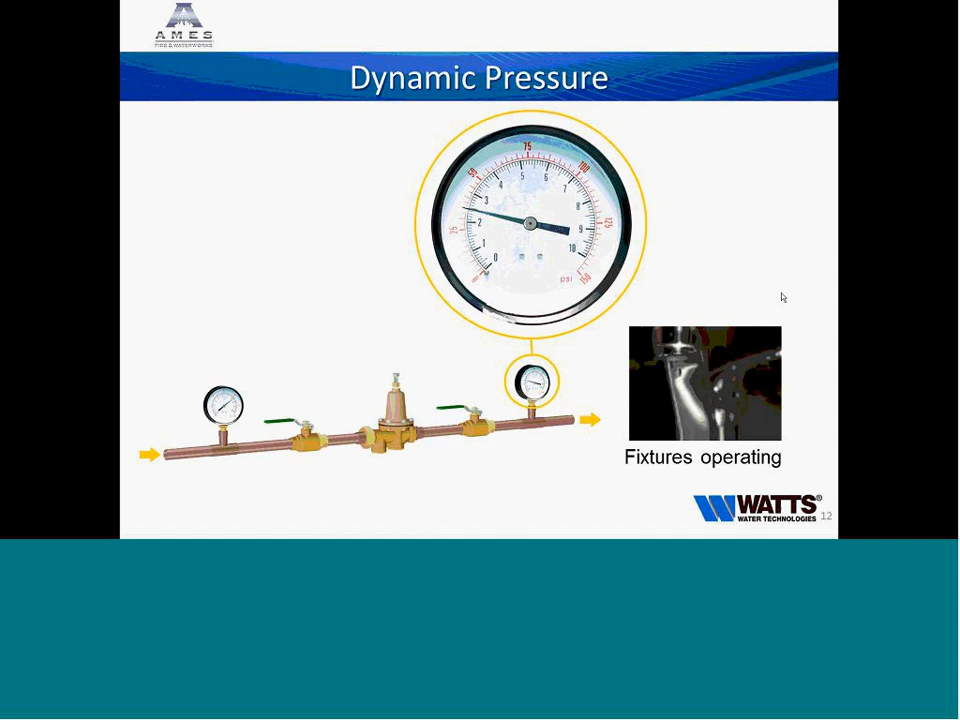 AMES
FIRE & WATERWORKS
Dynamic Pressure
75
50
100
5
4
6
3
7
8
25
2
125
9
1
10
0
psi
150
Fixtures operating
WATTS®
WATER TECHNOLOGIES
12